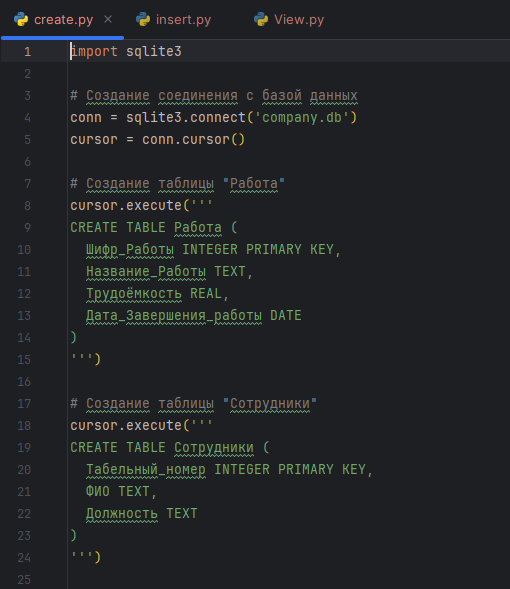 create.py
insert.py
View.py
1 import sqlite3
2
3 # Создание соединения с базой данных
4 conn = sqlite3.connect('company.db')
5 cursor = conn.cursor()
6
7 # Создание таблицы "Работа"
8 cursor.execute('''
9 CREATE TABLE Работа (
10 Шифр_Работы INTEGER PRIMARY KEY,
11 Название_Работы TEXT,
12 Трудоёмкость REAL,
13 Дата_Завершения_работы DATE
14 )
15 ''')
16
17 # Создание таблицы "Сотрудники"
18 cursor.execute('''
19 CREATE TABLE Сотрудники (
20 Табельный_номер INTEGER PRIMARY KEY,
21 ФИО TEXT,
22 Должность TEXT
23 )
24 ''')
25